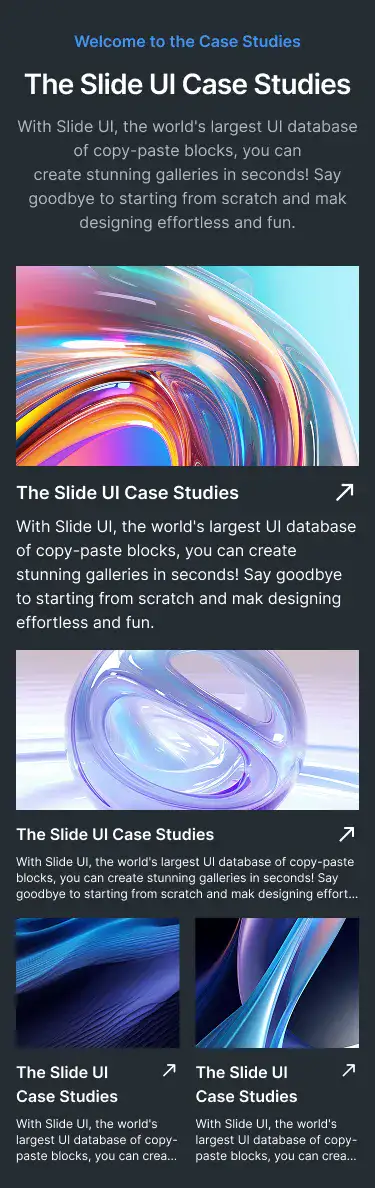 Welcome to the Case Studies
The Slide UI Case Studies
With Slide UI, the world's largest UI database
of copy-paste blocks, you can
create stunning galleries in seconds! Say
goodbye to starting from scratch and mak
designing effortless and fun.
The Slide UI Case Studies
With Slide UI, the world's largest UI database
of copy-paste blocks, you can create
stunning galleries in seconds! Say goodbye
to starting from scratch and mak designing
effortless and fun.
The Slide UI Case Studies
With Slide UI, the world's largest UI database of copy-paste
blocks, you can create stunning galleries in seconds! Say
goodbye to starting from scratch and mak designing effort...
The Slide UI
Case Studies
With Slide UI, the world's
largest UI database of copy-
paste blocks, you can crea...
The Slide UI
Case Studies
With Slide UI, the world's
largest UI database of copy-
paste blocks, you can crea...